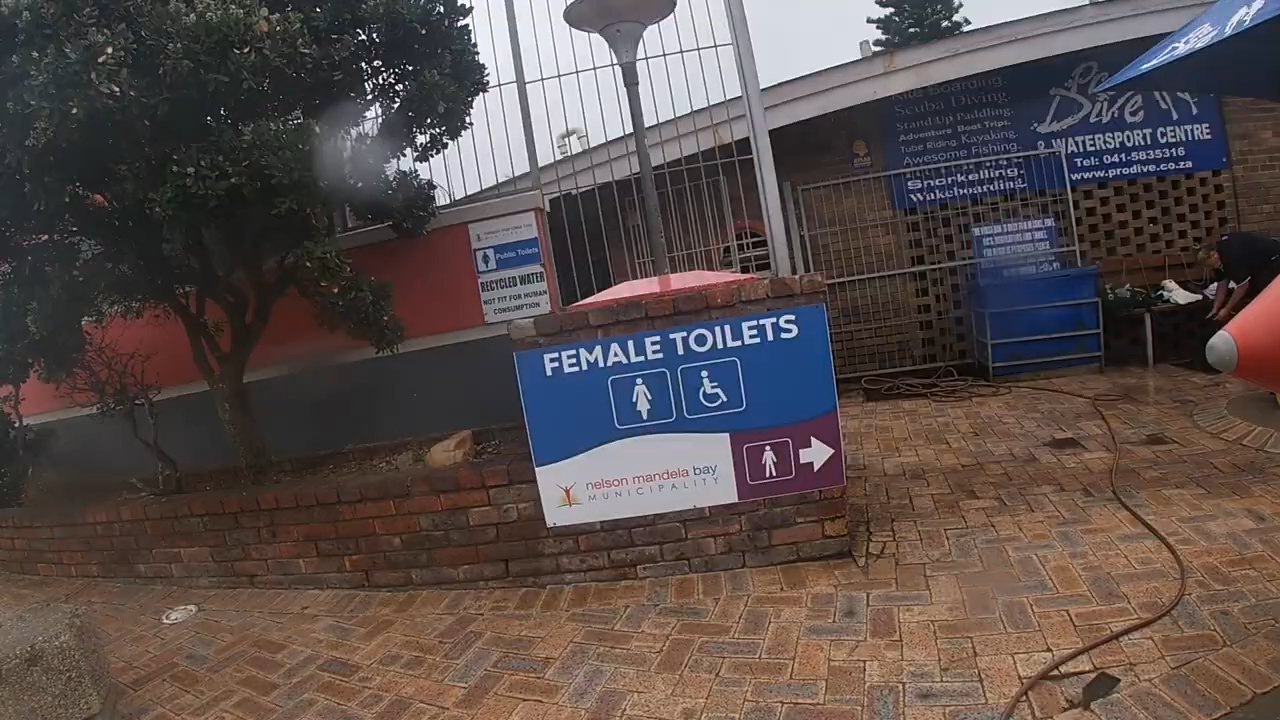 Kite Boarding.
Scuba Diving.
Stand Up Paddling.
Adventure Boat Trips.
Tube Riding. Kayaking.
Awesome Fishing.
Snorkelling.
Wakeboarding.
Pro
Dive
& WATERSPORT CENTRE
Tel: 041-5835316
www.prodive.co.za
Public Toilets
RECYCLED WATER
NOT FIT FOR HUMAN
CONSUMPTION
FEMALE TOILETS
nelson mandela bay
MUNICIPALITY